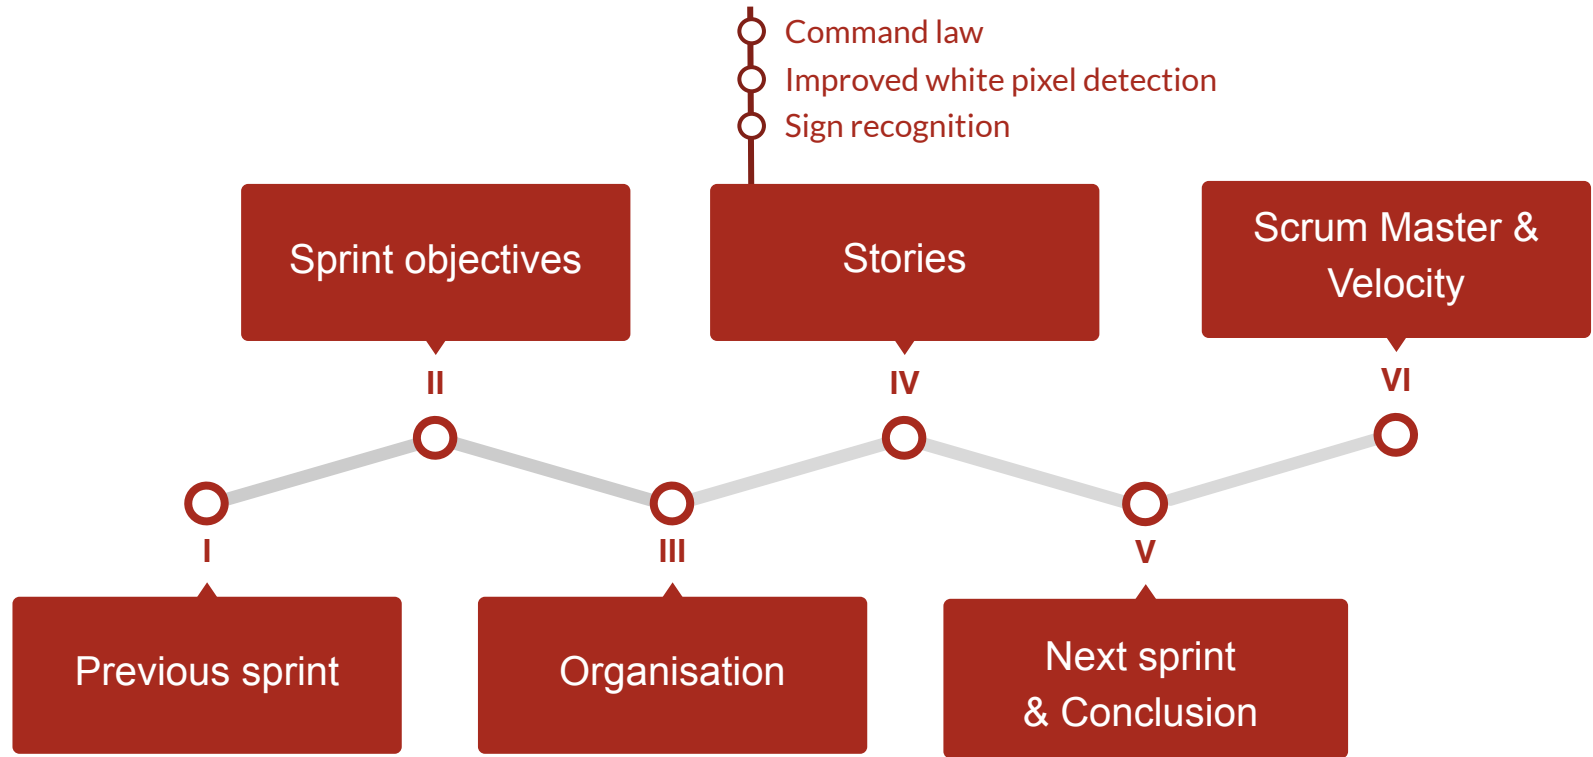 Command law
Improved white pixel detection
Sign recognition
Sprint objectives
Stories
Scrum Master &
Velocity
II
IV
VI
I
III
V
Previous sprint
Organisation
Next sprint
& Conclusion